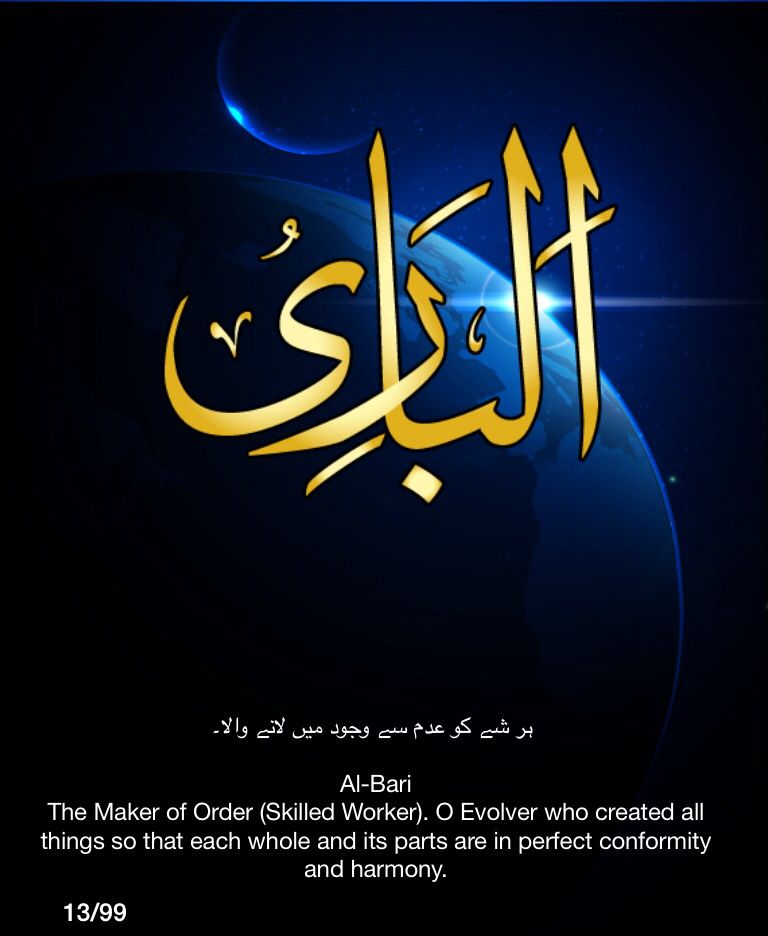 اَلْبَارِىُٔ
ہر شے کو عدم سے وجود میں لانے والا۔
Al-Bari
The Maker of Order (Skilled Worker). O Evolver who created all
things so that each whole and its parts are in perfect conformity
and harmony.
13/99